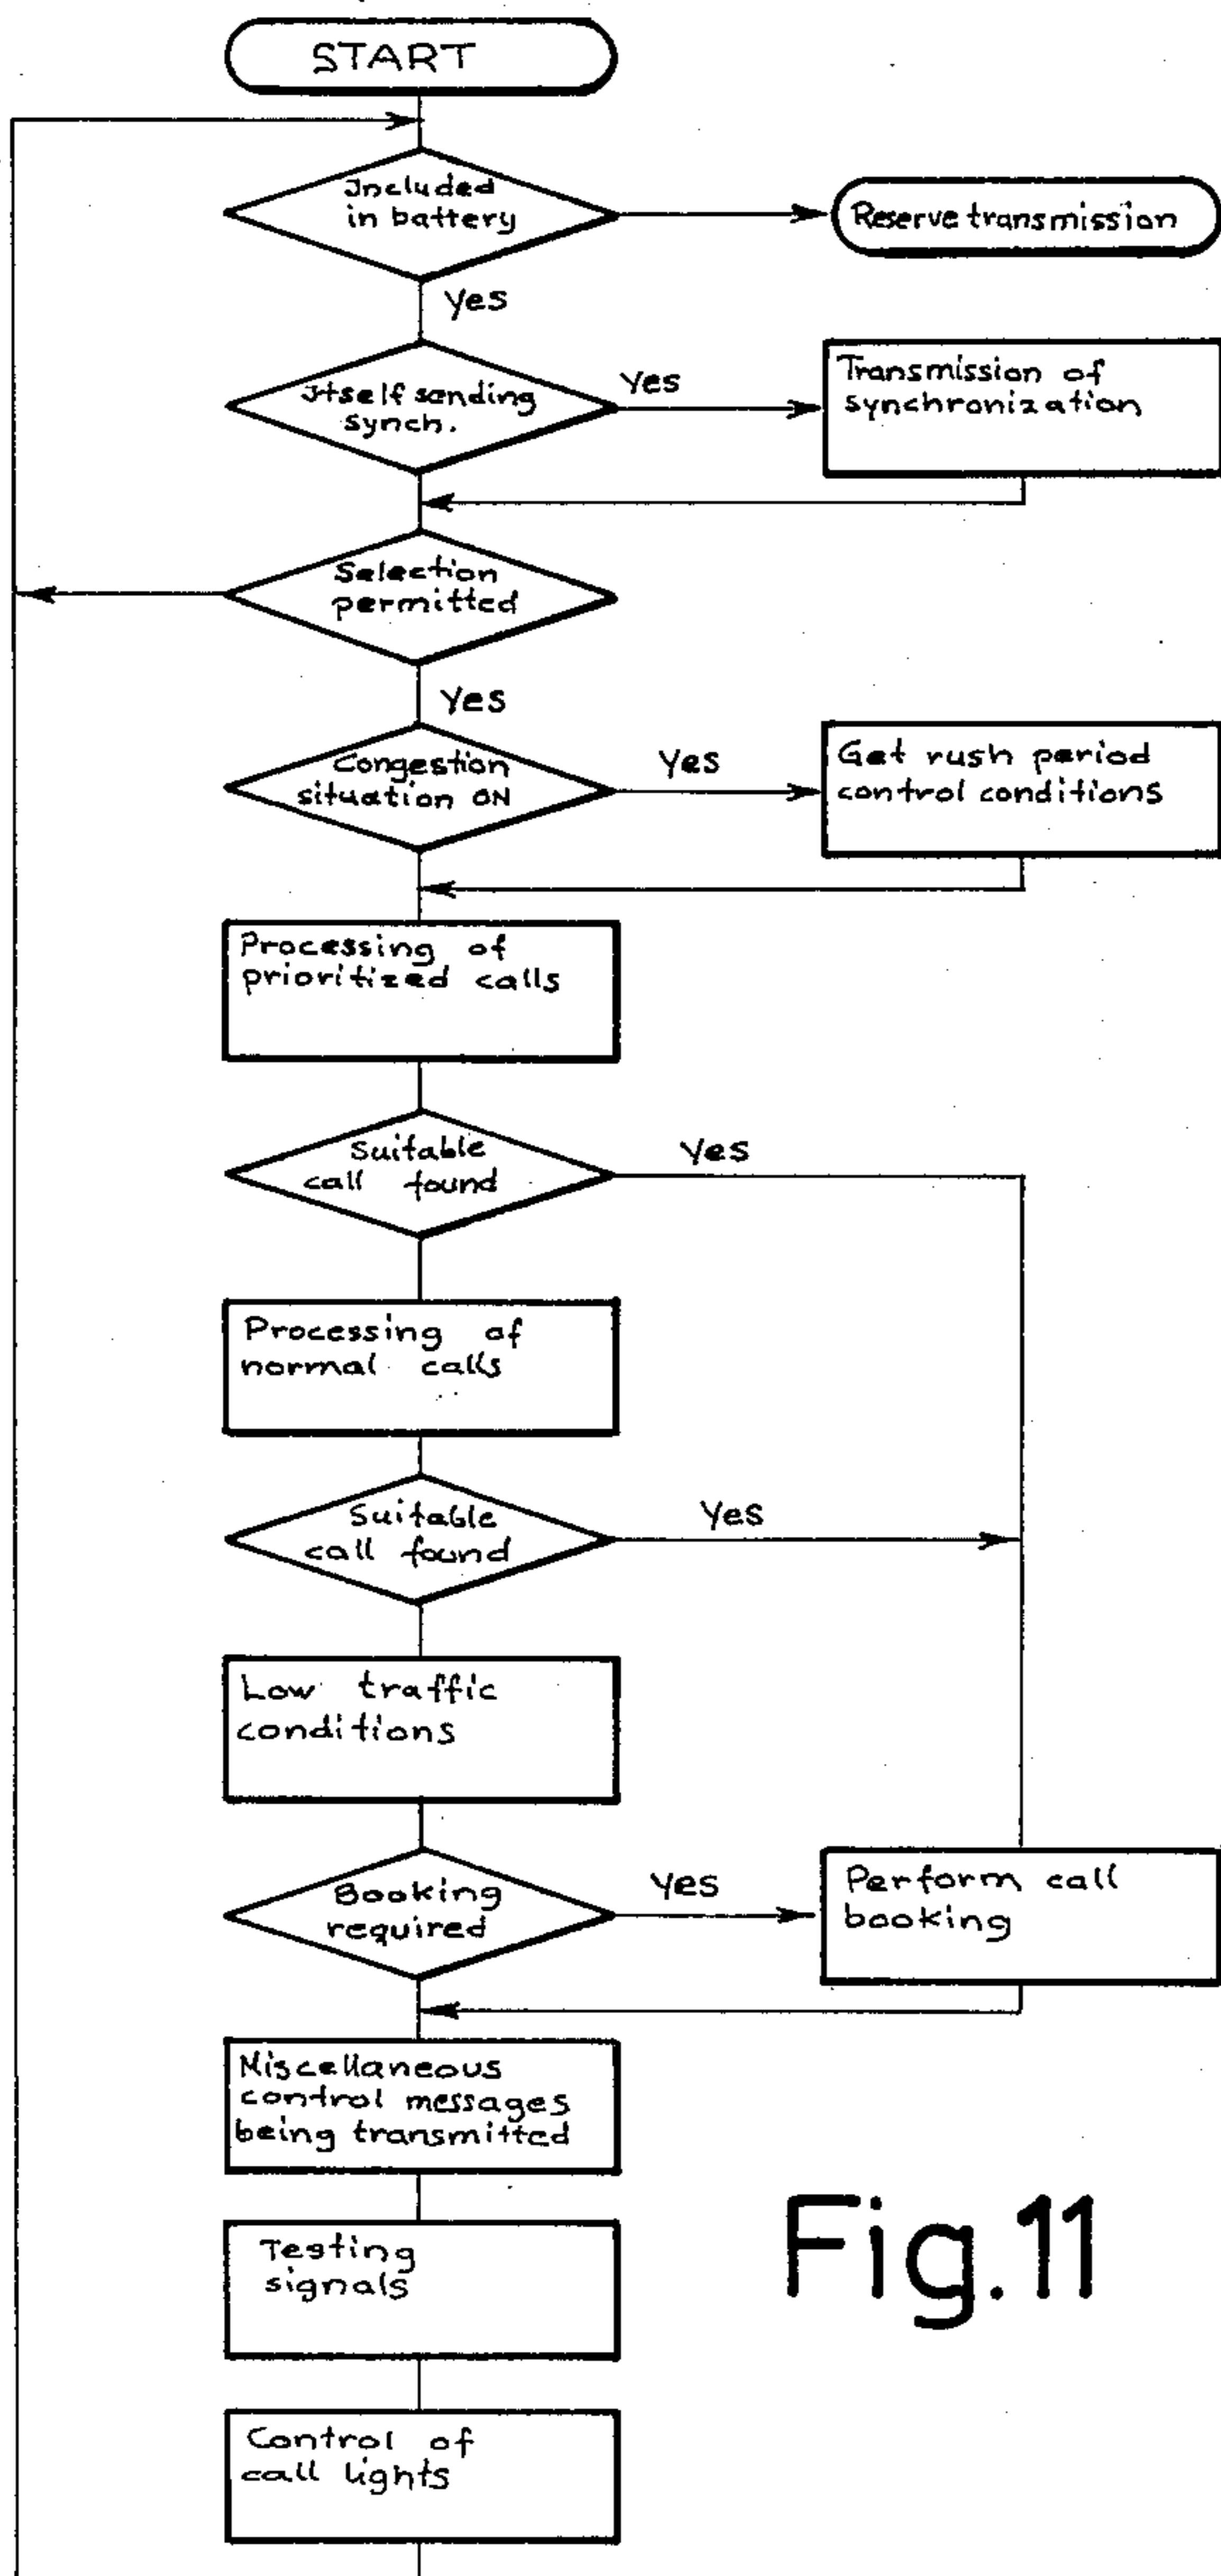 START
Included
in battery
Reserve transmission
Yes
Itself sending
synch.
Yes
Transmission of
synchronization
Selection
permitted
Yes
Congestion
situation ON
Yes
Get rush period
control conditions
Processing of
prioritized calls
Suitable
call found
Yes
Processing of
normal calls
Suitable
call found
Yes
Low traffic
conditions
Booking
required
Yes
Perform call
booking
Miscellaneous
control messages
being transmitted
Testing
signals
Control of
call lights
Fig.11